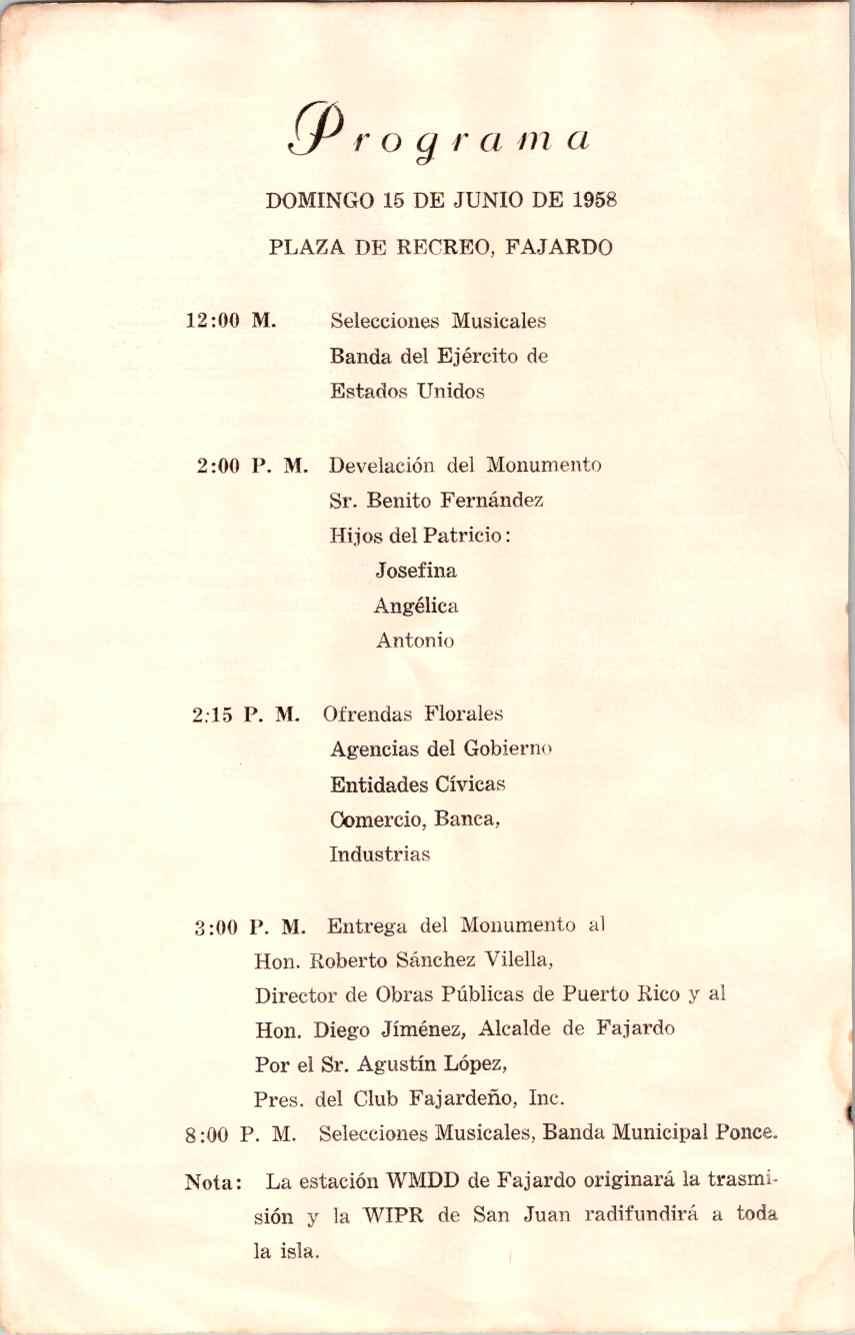 Programa
DOMINGO 15 DE JUNIO DE 1958
PLAZA DE RECREO, FAJARDO
12:00 M. Selecciones Musicales
Banda del Ejército de
Estados Unidos
2:00 P. M. Develación del Monumento
Sr. Benito Fernández
Hijos del Patricio:
Josefina
Angélica
Antonio
2:15 P. M. Ofrendas Florales
Agencias del Gobierno
Entidades Cívicas
Comercio, Banca,
Industrias
3:00 P. M. Entrega del Monumento al
Hon. Roberto Sánchez Vilella,
Director de Obras Públicas de Puerto Rico y al
Hon. Diego Jíménez, Alcalde de Fajardo
Por el Sr. Agustín López,
Pres. del Club Fajardeño, Inc.
8:00 P. M. Selecciones Musicales, Banda Municipal Ponce.
Nota: La estación WMDD de Fajardo originará la trasmi-
sión y la WIPR de San Juan radifundirá a toda
la isla.